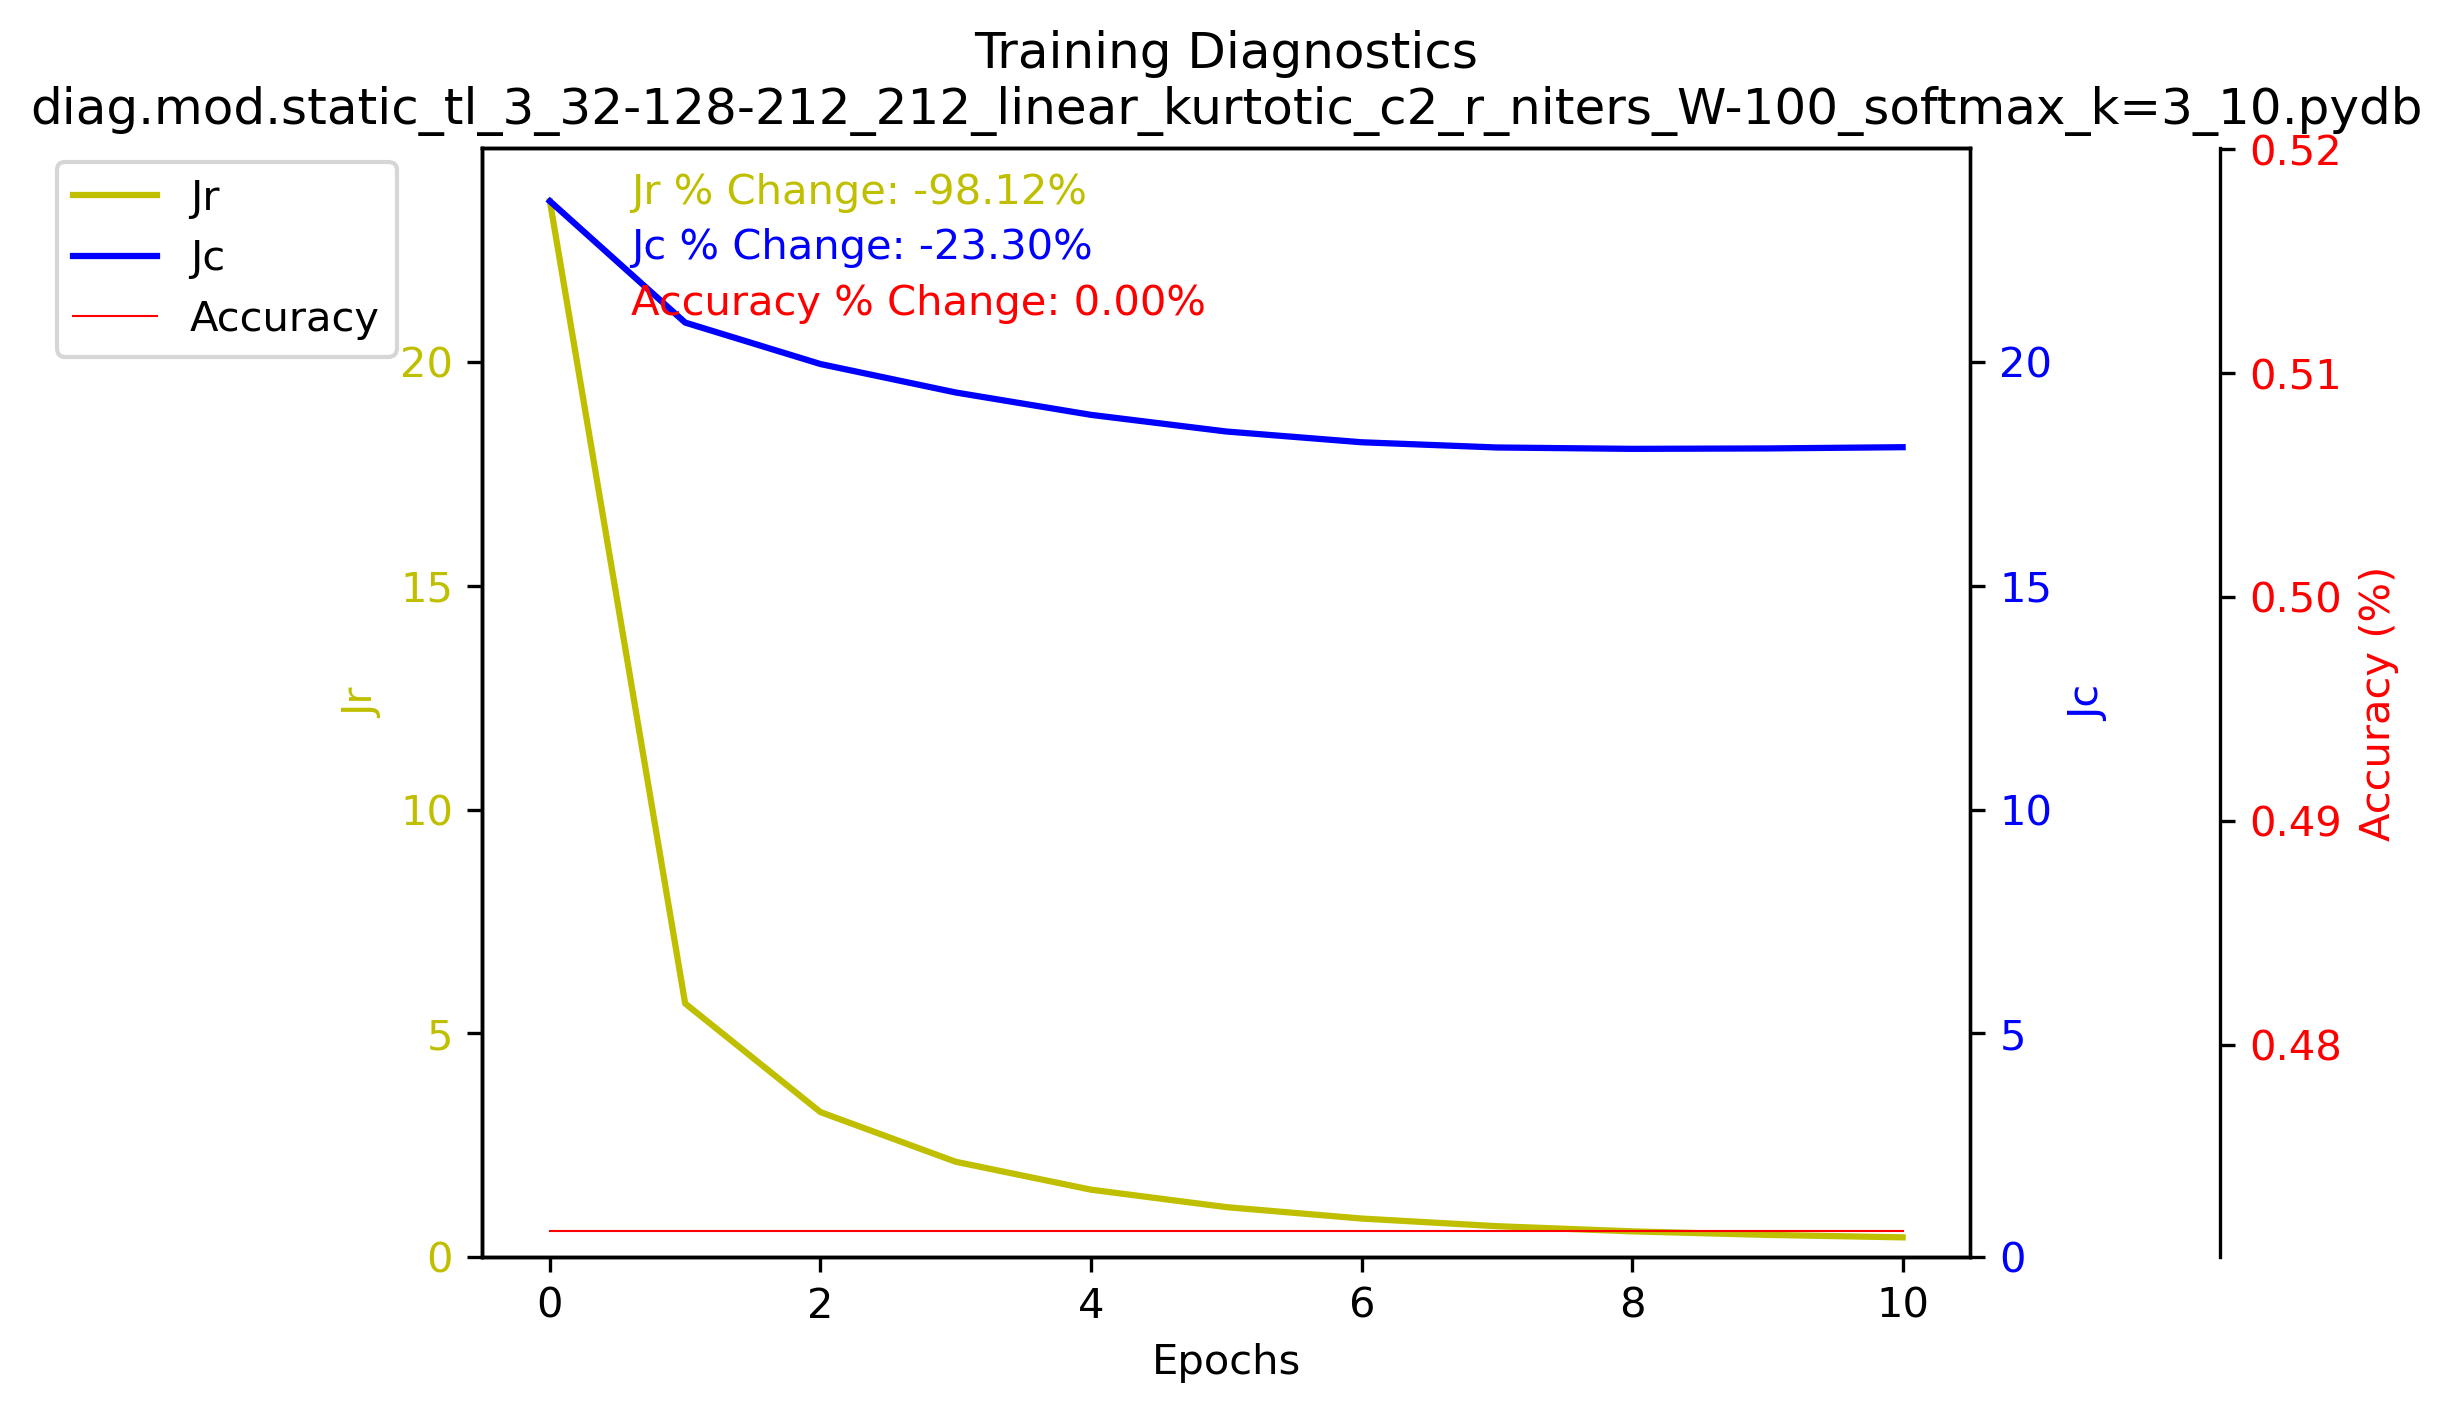 Training Diagnostics
diag.mod.static_tl_3_32-128-212_212_linear_kurtotic_c2_r_niters_W-100_softmax_k=3_10.pydb
Jr
Jc
Accuracy
Jr % Change: -98.12%
Jc % Change: -23.30%
Accuracy % Change: 0.00%
20
15
10
5
0
Jr
20
15
10
5
0
Jc
0.52
0.51
0.50
0.49
0.48
Accuracy (%)
0 2 4 6 8 10
Epochs